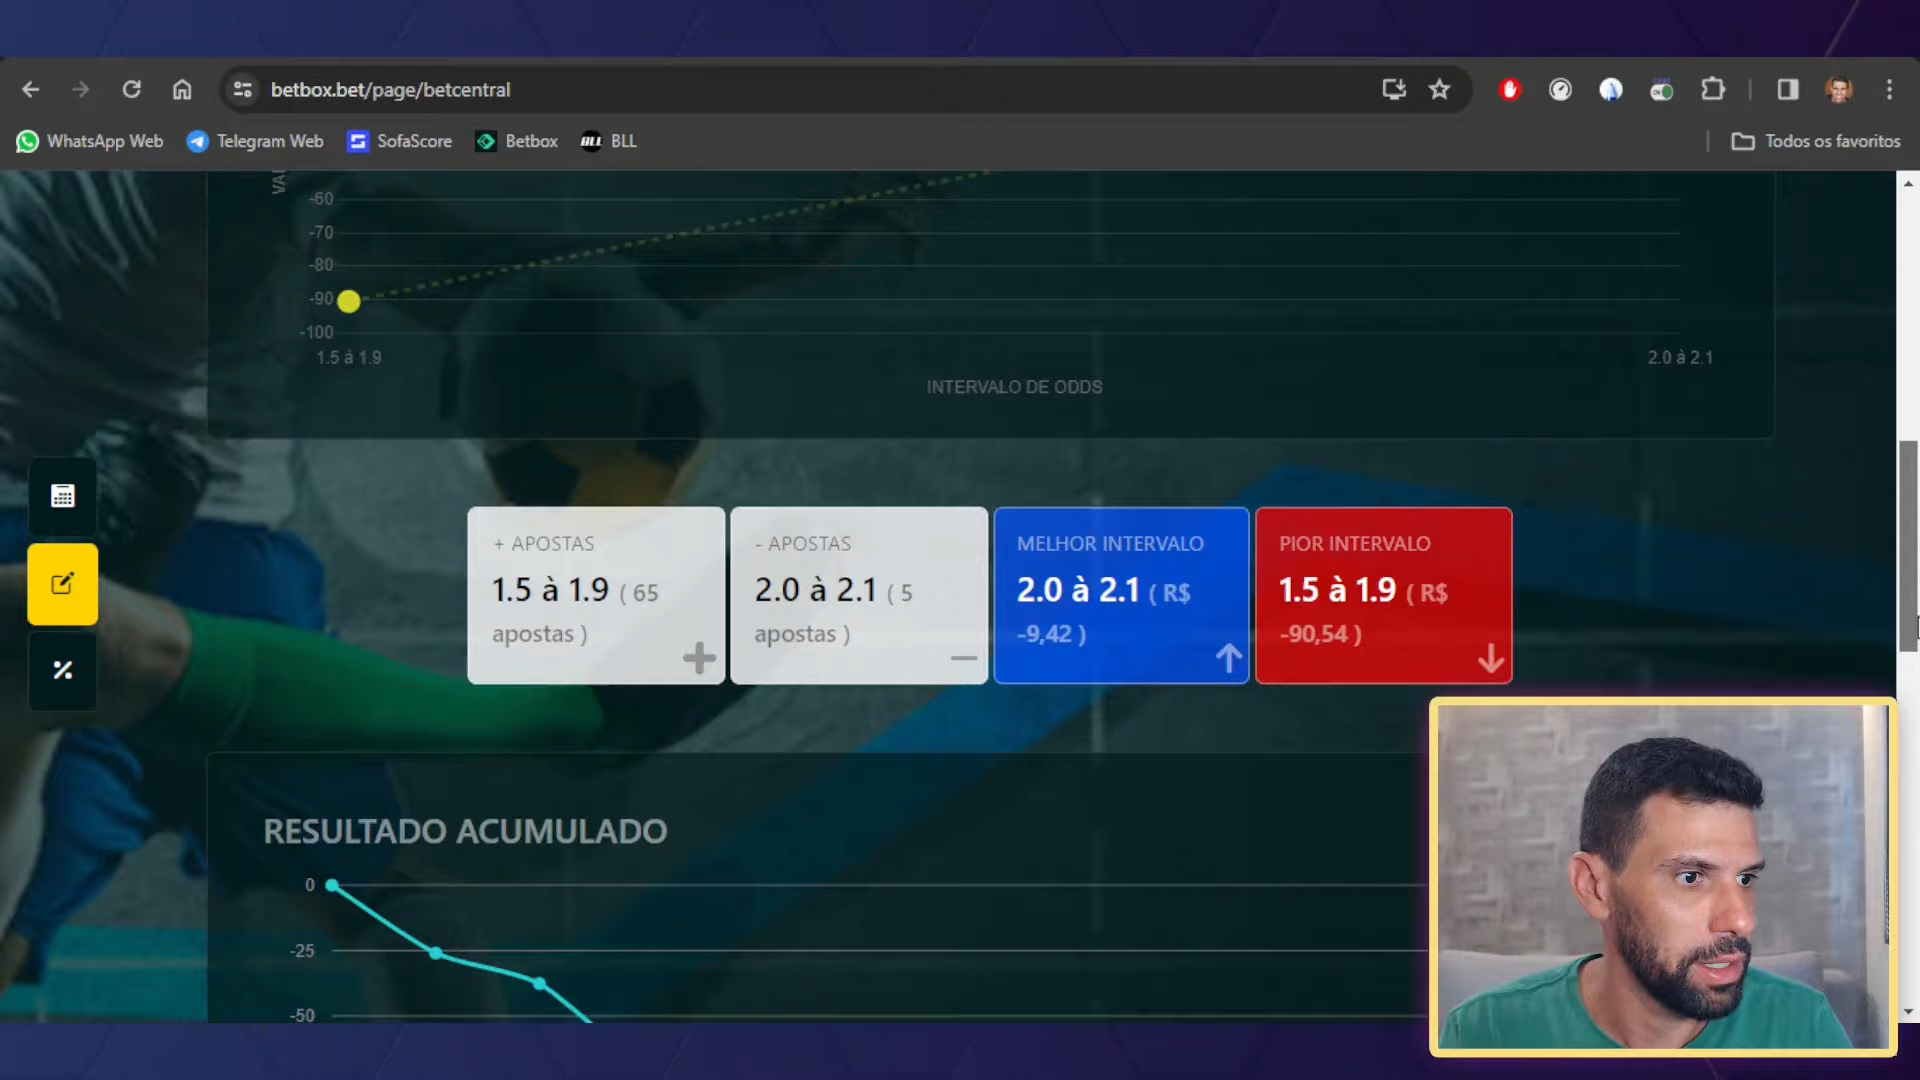 betbox.bet/page/betcentral
WhatsApp Web
Telegram Web
SofaScore
Betbox
BLL
BLL
Todos os favoritos
-60
-70
-80
-90
-100
1.5 à 1.9
2.0 à 2.1
INTERVALO DE ODDS
+ APOSTAS
1.5 à 1.9 ( 65
apostas )
- APOSTAS
2.0 à 2.1 ( 5
apostas )
MELHOR INTERVALO
2.0 à 2.1 ( R$
-9,42 )
PIOR INTERVALO
1.5 à 1.9 ( R$
-90,54 )
RESULTADO ACUMULADO
0
-25
-50